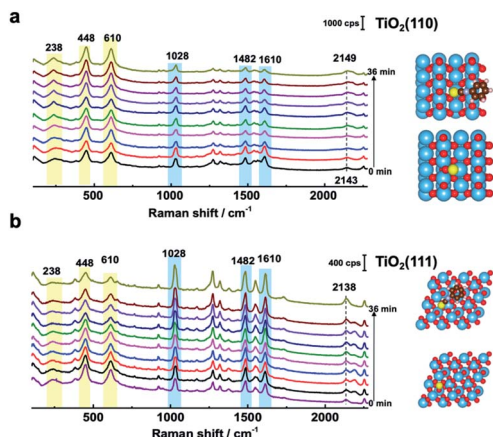 a
1000 cps
TiO2(110)
238 448 610 1028 1482 1610 2149
36 min
0 min
2143
500 1000 1500 2000
Raman shift / cm-1
b
400 cps
TiO2(111)
238 448 610 1028 1482 1610 2138
36 min
0 min
500 1000 1500 2000
Raman shift / cm-1